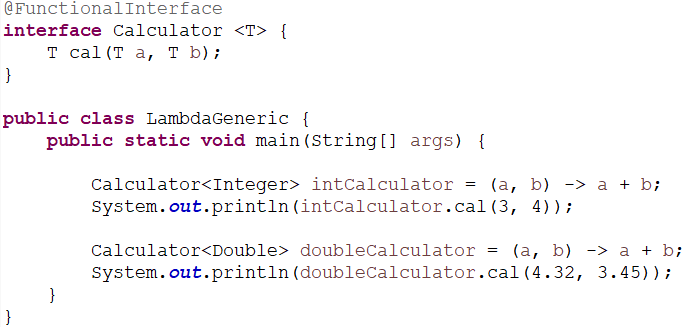 @FunctionalInterface
interface Calculator <T> {
    T cal(T a, T b);
}

public class LambdaGeneric {
    public static void main(String[] args) {

        Calculator<Integer> intCalculator = (a, b) -> a + b;
        System.out.println(intCalculator.cal(3, 4));

        Calculator<Double> doubleCalculator = (a, b) -> a + b;
        System.out.println(doubleCalculator.cal(4.32, 3.45));
    }
}